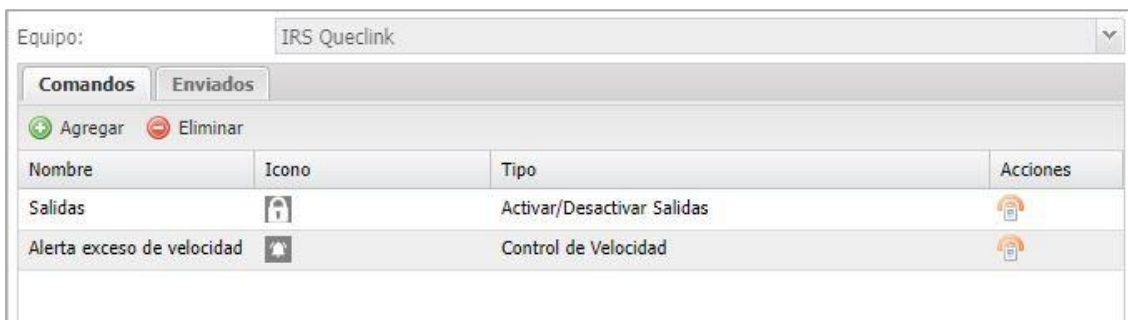 Equipo: IRS Queclink
Comandos Enviados
Agregar Eliminar
Nombre Icono Tipo Acciones
Salidas Activar/Desactivar Salidas
Alerta exceso de velocidad Control de Velocidad